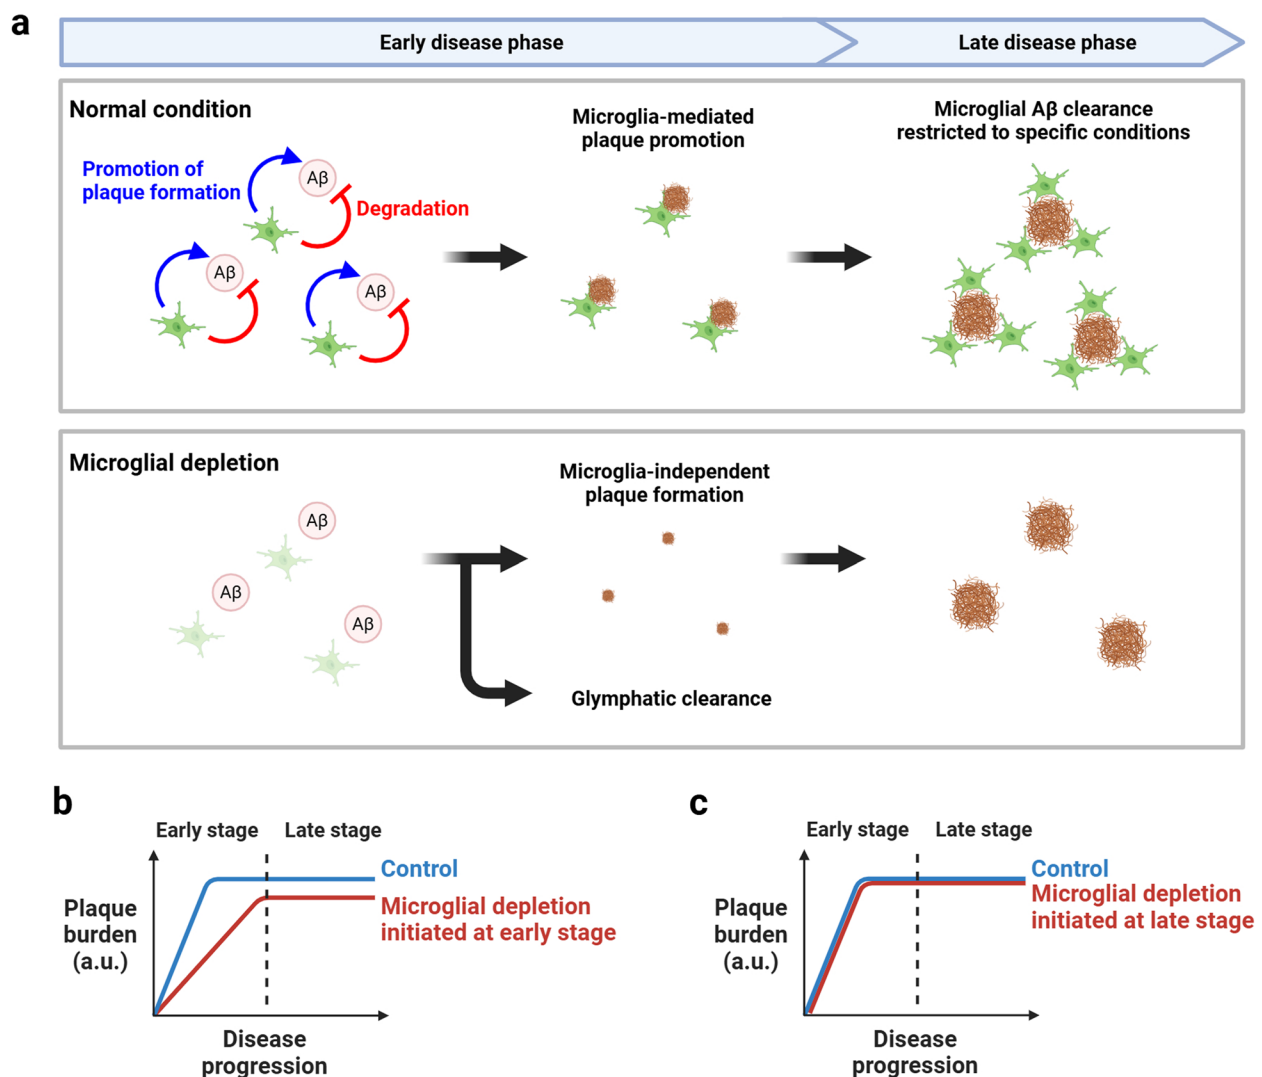 a
Early disease phase
Late disease phase
Normal condition
Promotion of
plaque formation
Aβ
Degradation
Aβ
Aβ
Microglia-mediated
plaque promotion
Microglial Aβ clearance
restricted to specific conditions
Microglial depletion
Aβ
Aβ
Aβ
Microglia-independent
plaque formation
Glymphatic clearance
b
Early stage
Late stage
Control
Microglial depletion
initiated at early stage
Plaque
burden
(a.u.)
Disease
progression
c
Early stage
Late stage
Control
Microglial depletion
initiated at late stage
Plaque
burden
(a.u.)
Disease
progression